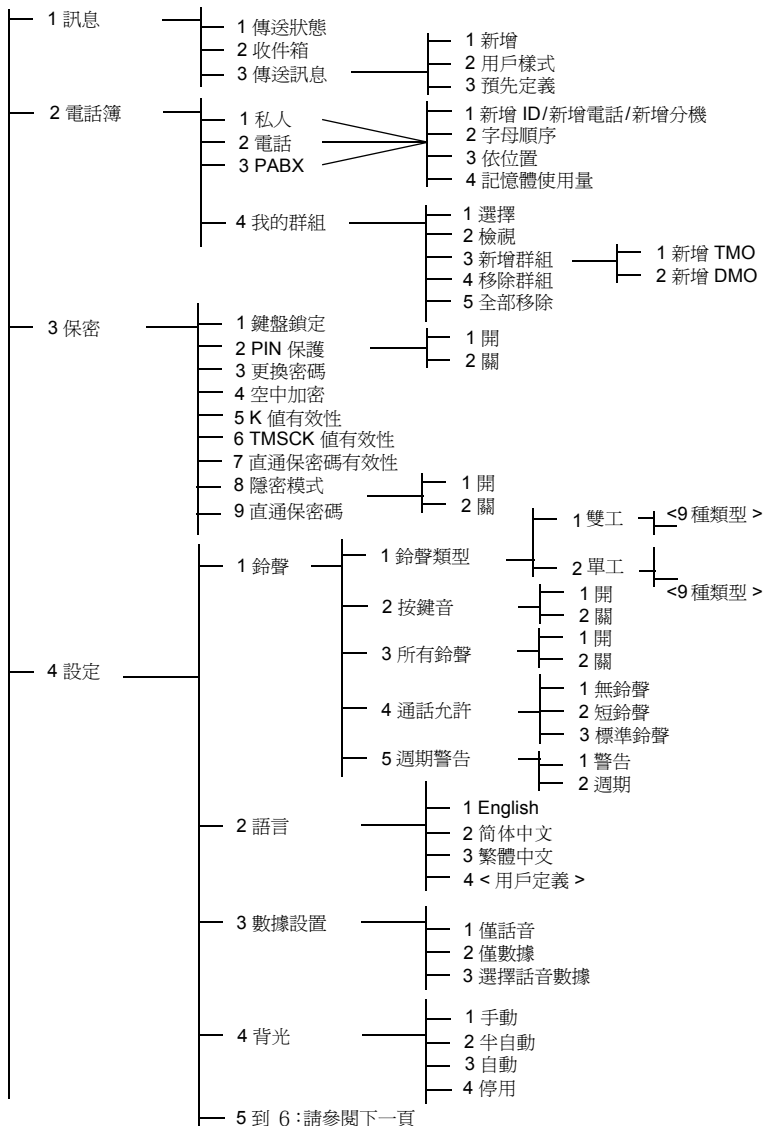 1 訊息
1 傳送狀態
2 收件箱
3 傳送訊息
1 新增
2 用戶樣式
3 預先定義
2 電話簿
1 私人
2 電話
3 PABX
1 新增 ID/新增電話/新增分機
2 字母順序
3 依位置
4 記憶體使用量
4 我的群組
1 選擇
2 檢視
3 新增群組
4 移除群組
5 全部移除
1 新增 TMO
2 新增 DMO
3 保密
1 鍵盤鎖定
2 PIN 保護
3 更換密碼
4 空中加密
5 K 值有效性
6 TMSCK 值有效性
7 直通保密碼有效性
8 隱密模式
9 直通保密碼
1 開
2 關
1 開
2 關
4 設定
1 鈴聲
1 鈴聲類型
1 雙工
<9 種類型 >
2 單工
<9 種類型 >
2 按鍵音
1 開
2 關
3 所有鈴聲
1 開
2 關
4 通話允許
1 無鈴聲
2 短鈴聲
3 標準鈴聲
5 週期警告
1 警告
2 週期
2 語言
1 English
2 简体中文
3 繁體中文
4 < 用戶定義 >
3 數據設置
1 僅話音
2 僅數據
3 選擇話音數據
4 背光
1 手動
2 半自動
3 自動
4 停用
5 到 6 :請參閱下一頁